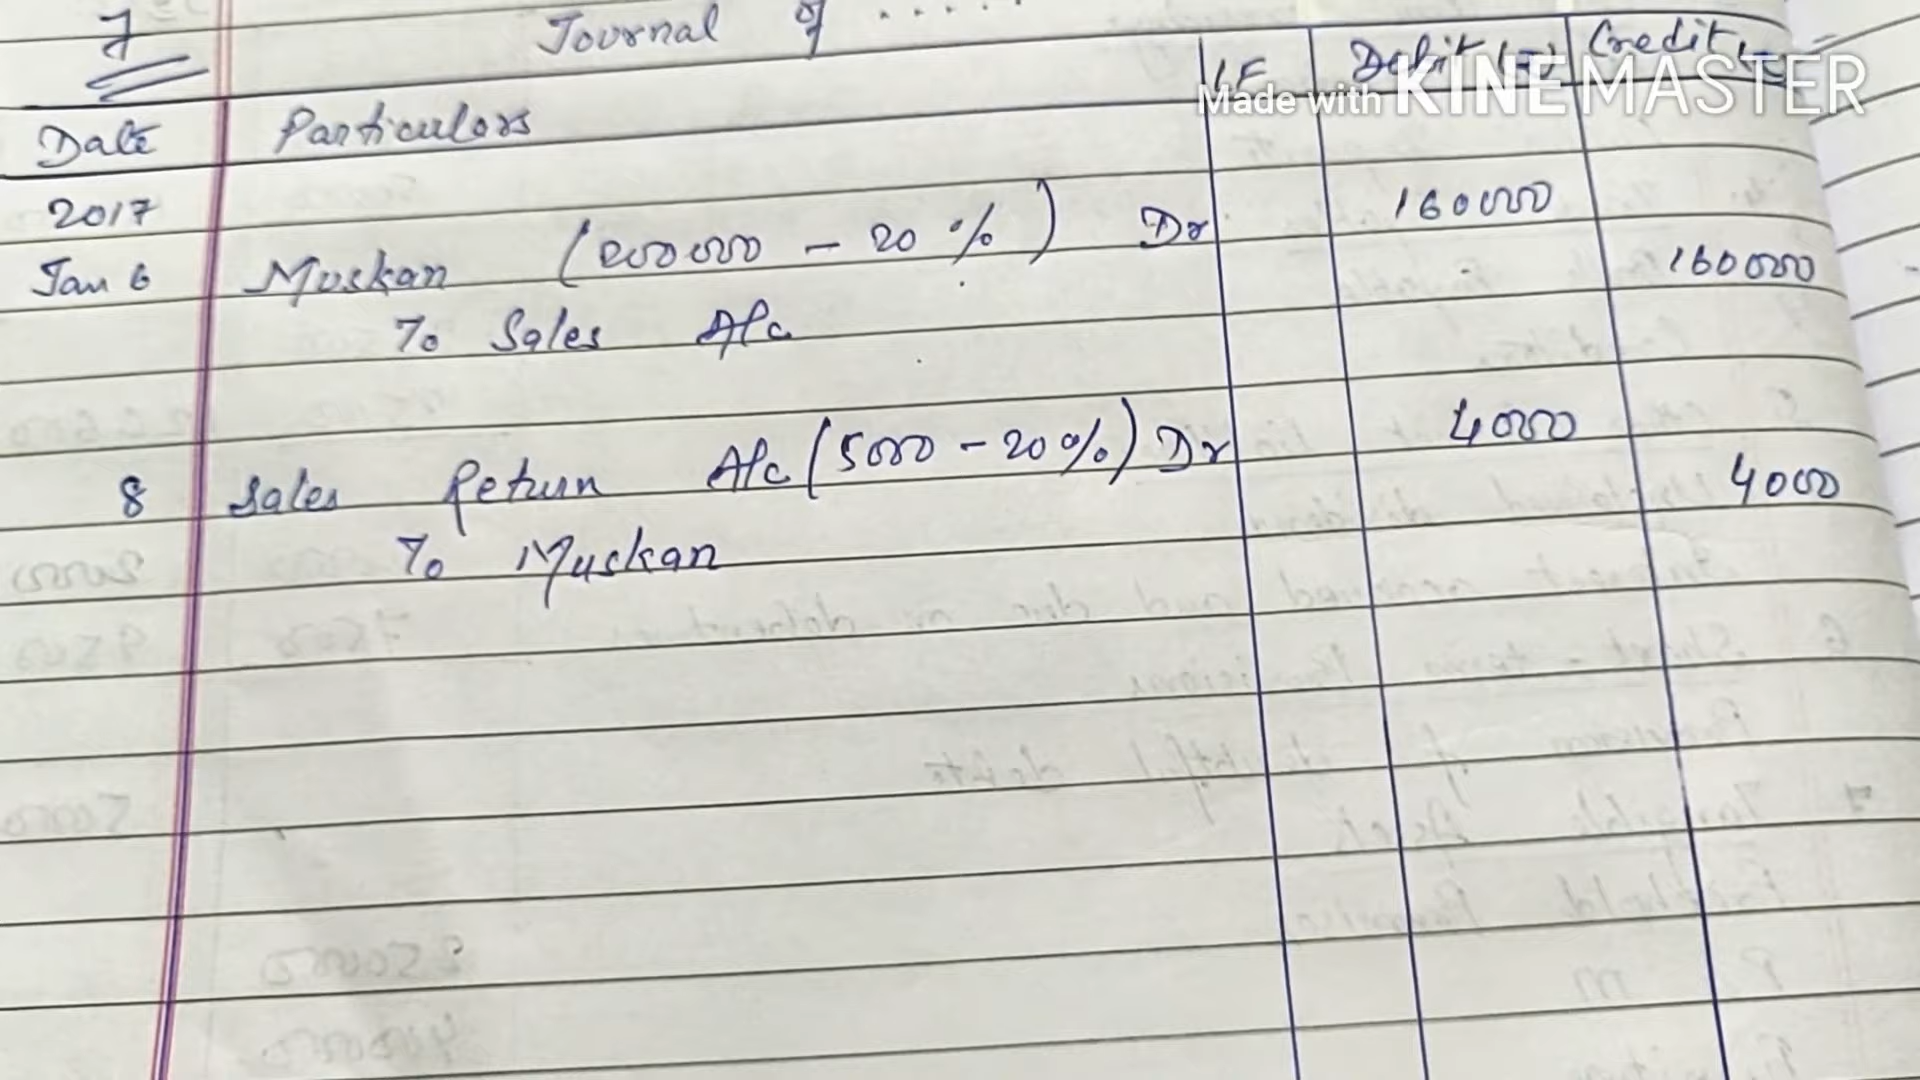 7 Journal of .....
Date Particulars LF Debit (₹) Credit (₹)
Made with KINEMASTER
2017
Jan 6 Muskan (200000 - 20%) Dr 160000
To Sales A/c 160000
8 Sales Return A/c (5000 - 20%) Dr 4000
To Muskan 4000